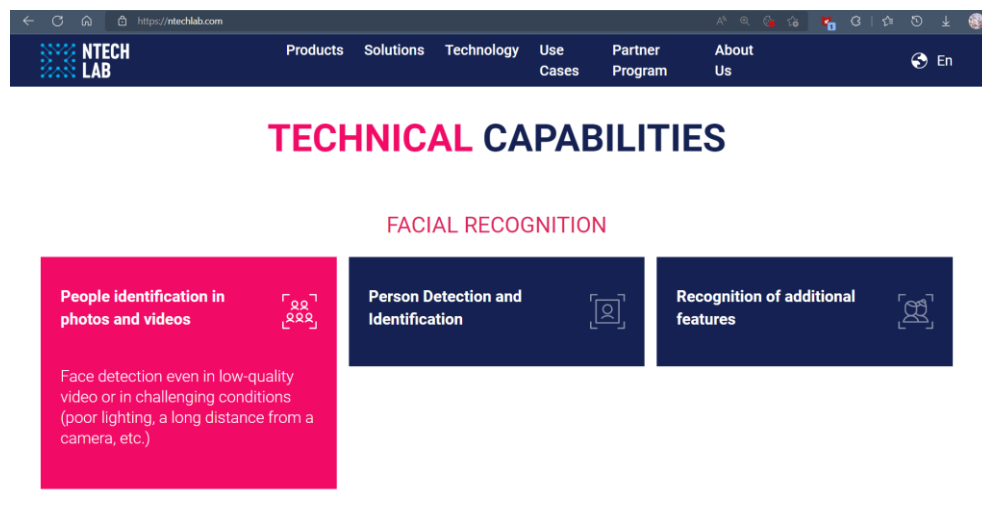 https://ntechlab.com
NTECH
LAB
Products
Solutions
Technology
Use
Cases
Partner
Program
About
Us
En
TECHNICAL CAPABILITIES
FACIAL RECOGNITION
People identification in
photos and videos
Face detection even in low-quality
video or in challenging conditions
(poor lighting, a long distance from a
camera, etc.)
Person Detection and
Identification
Recognition of additional
features